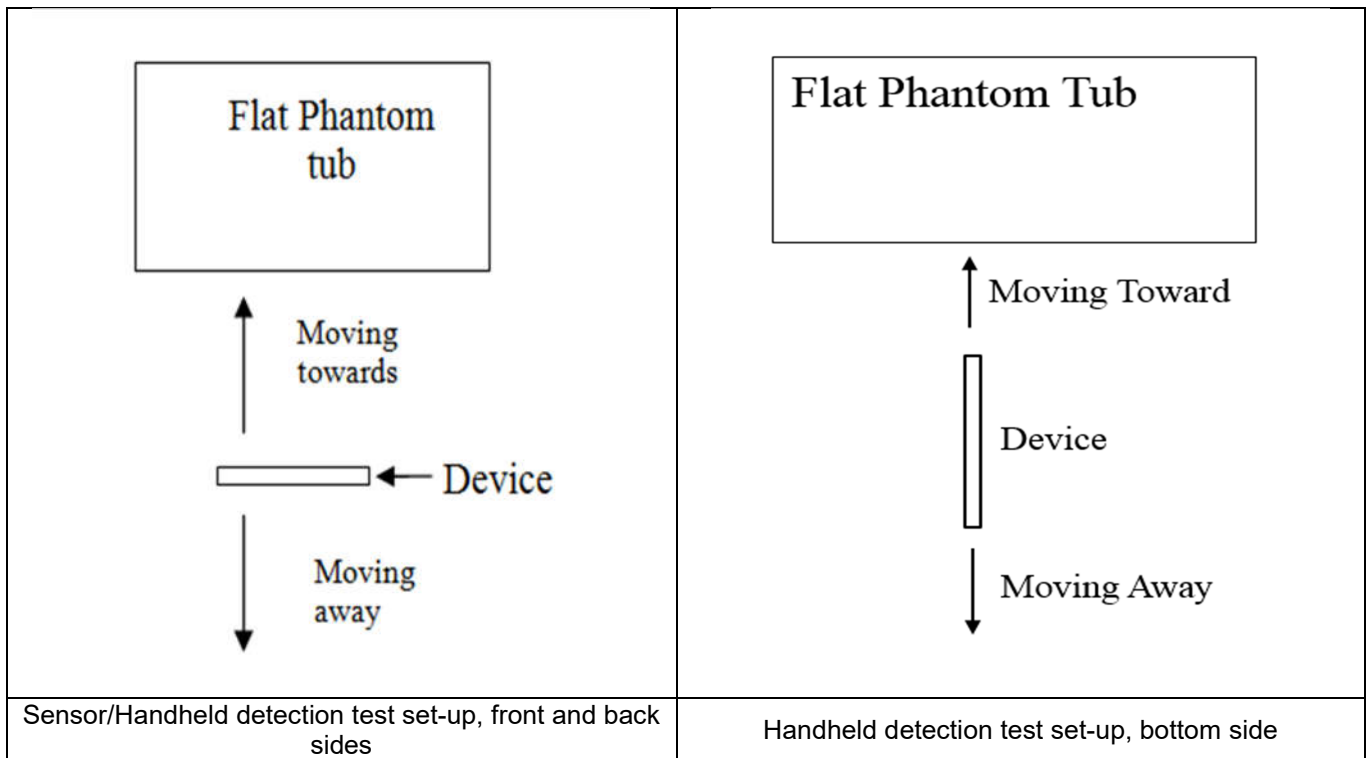 Flat Phantom
tub
Moving
towards
Device
Moving
away
Flat Phantom Tub
Moving Toward
Device
Moving Away
Sensor/Handheld detection test set-up, front and back
sides
Handheld detection test set-up, bottom side